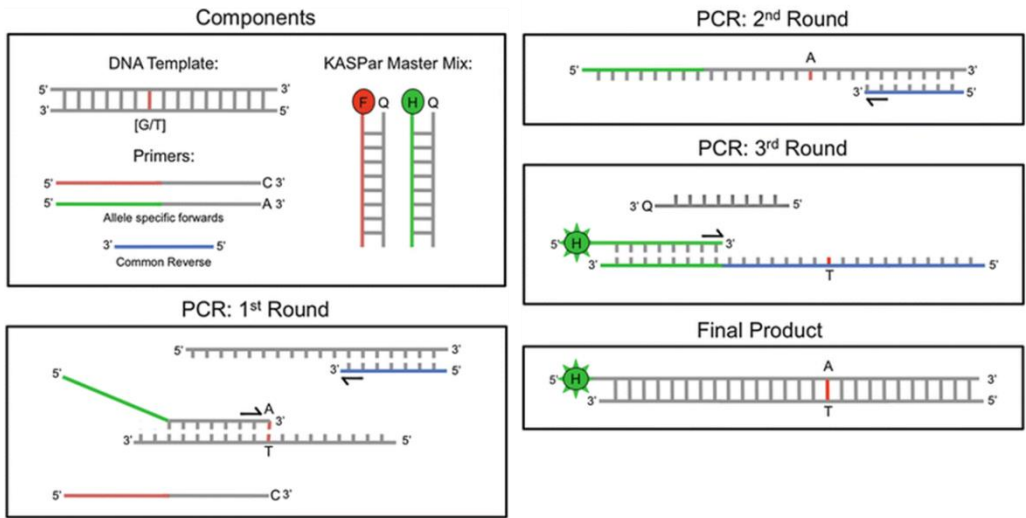 Components
DNA Template:
5' 3'
3' 5'
[G/T]
Primers:
5' C 3'
5' A 3'
Allele specific forwards
3' 5'
Common Reverse
KASPar Master Mix:
F Q H Q
PCR: 1st Round
5' 3'
3' 5'
5'
A
3'
3' 5'
T
5' C 3'
PCR: 2nd Round
A
5' 3'
3' 5'
PCR: 3rd Round
3' Q 5'
5' H 3'
3' 5'
T
Final Product
A
5' H 3'
3' 5'
T